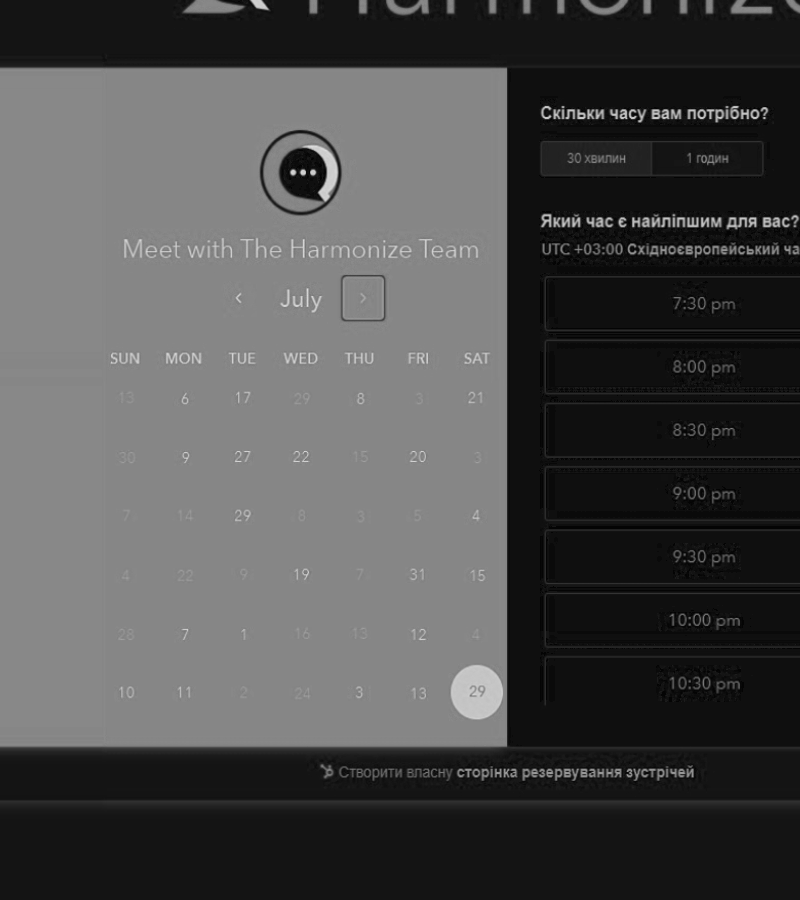 Harmonize
Meet with The Harmonize Team
July
SUN MON TUE WED THU FRI SAT
13 6 17 29 8 3 21
30 9 27 22 15 20 3
7 14 29 8 3 5 4
4 22 9 19 7 31 15
28 7 1 16 13 12 4
10 11 2 24 3 13 29
Скільки часу вам потрібно?
30 хвилин 1 годин
Який час є найліпшим для вас?
UTC +03:00 Східноєвропейський ча
7:30 pm
8:00 pm
8:30 pm
9:00 pm
9:30 pm
10:00 pm
10:30 pm
Створити власну сторінка резервування зустрічей